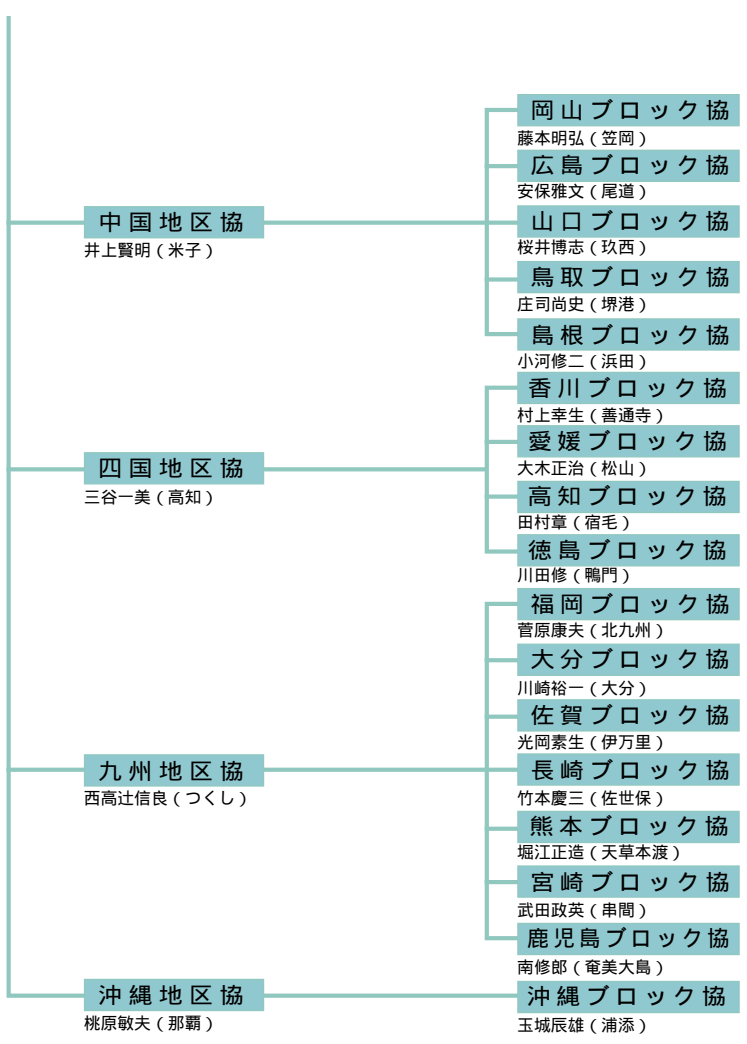 中国地区協
井上賢明（米子）
岡山ブロック協
藤本明弘（笠岡）
広島ブロック協
安保雅文（尾道）
山口ブロック協
桜井博志（玖西）
鳥取ブロック協
庄司尚史（堺港）
島根ブロック協
小河修二（浜田）
四国地区協
三谷一美（高知）
香川ブロック協
村上幸生（善通寺）
愛媛ブロック協
大木正治（松山）
高知ブロック協
田村章（宿毛）
徳島ブロック協
川田修（鴨門）
九州地区協
西高辻信良（つくし）
福岡ブロック協
菅原康夫（北九州）
大分ブロック協
川崎裕一（大分）
佐賀ブロック協
光岡素生（伊万里）
長崎ブロック協
竹本慶三（佐世保）
熊本ブロック協
堀江正造（天草本渡）
宮崎ブロック協
武田政英（串間）
鹿児島ブロック協
南修郎（奄美大島）
沖縄地区協
桃原敏夫（那覇）
沖縄ブロック協
玉城辰雄（浦添）